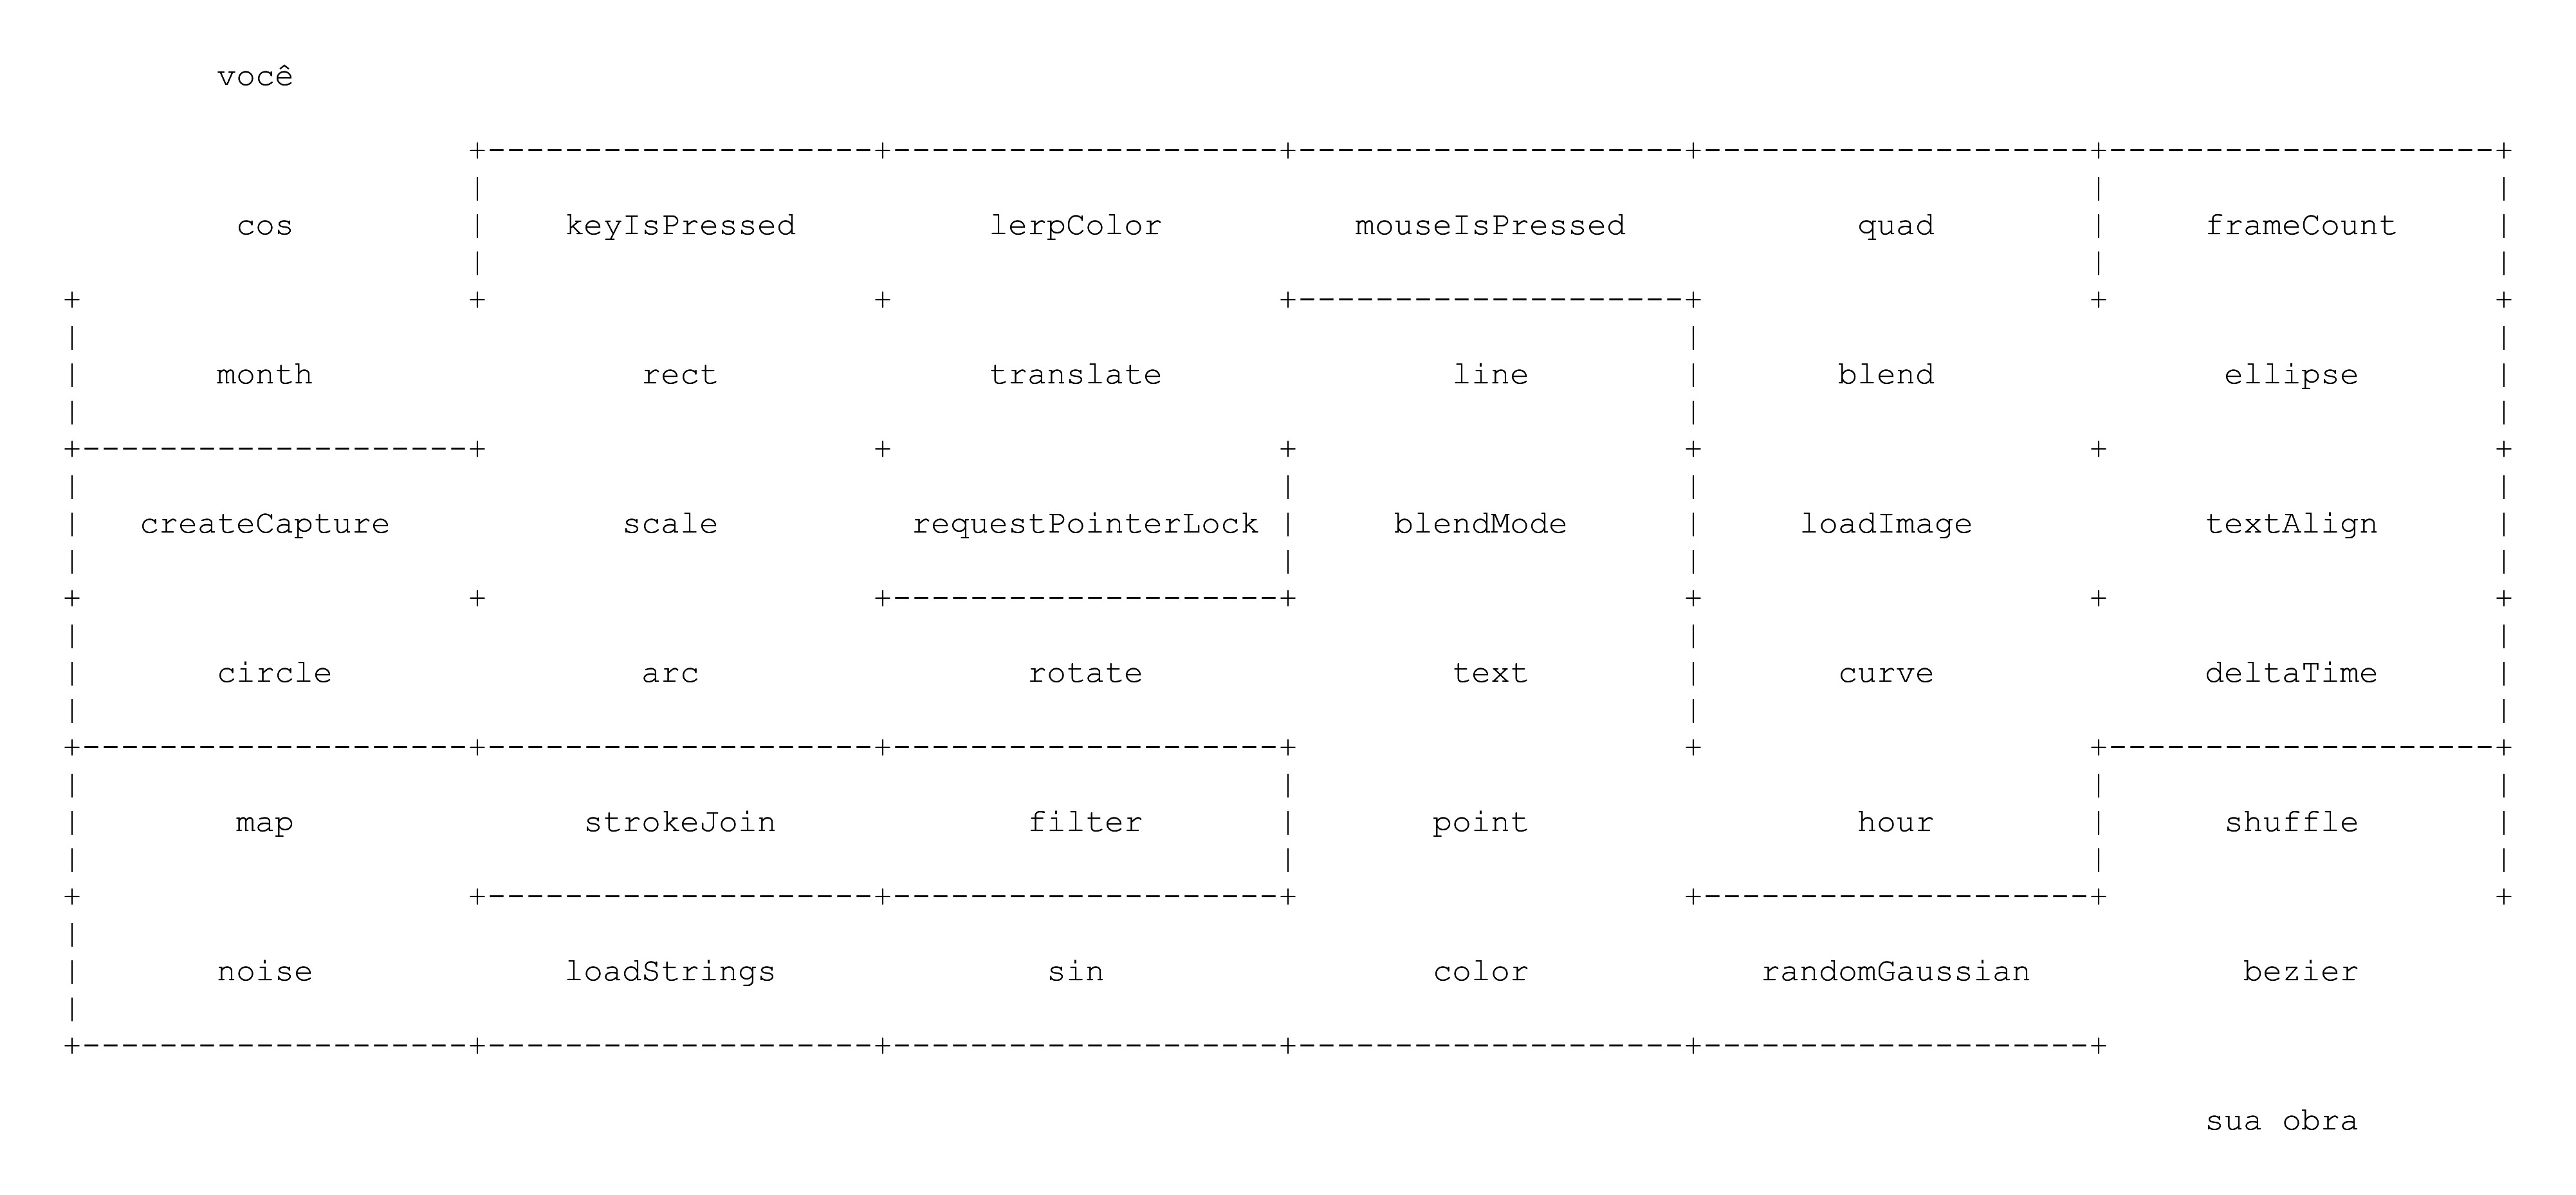 você
cos keyIsPressed lerpColor mouseIsPressed quad frameCount
month rect translate line blend ellipse
createCapture scale requestPointerLock blendMode loadImage textAlign
circle arc rotate text curve deltaTime
map strokeJoin filter point hour shuffle
noise loadStrings sin color randomGaussian bezier
sua obra